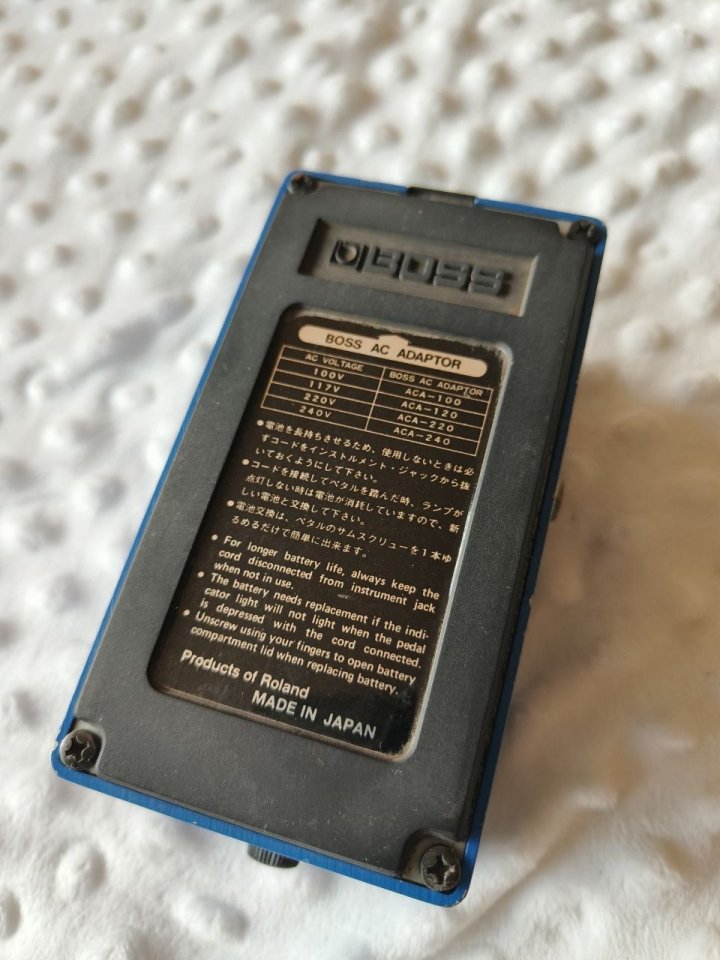 BOSS
BOSS AC ADAPTOR
AC VOLTAGE BOSS AC ADAPTOR
100V ACA-100
117V ACA-120
220V ACA-220
240V ACA-240
●電池を長持ちさせるため、使用しないときは必
ずコードをインストルメント・ジャックから抜
いておくようにして下さい。
●コードを接続してペタルを踏んだ時、ランプが
点灯しない時は電池が消耗していますので、新
しい電池と交換して下さい。
●電池交換は、ペタルのサムスクリューを1本ゆ
るめるだけで簡単に出来ます。
● For longer battery life, always keep the
cord disconnected from instrument jack
when not in use.
● The battery needs replacement if the indi-
cator light will not light when the pedal
is depressed with the cord connected.
● Unscrew using your fingers to open battery
compartment lid when replacing battery.
Products of Roland
MADE IN JAPAN